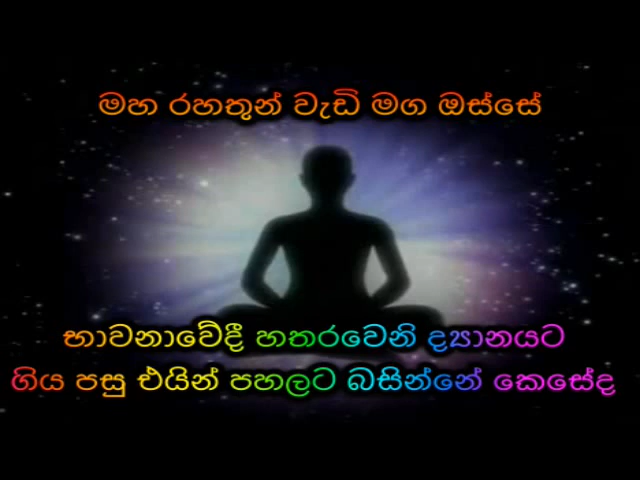 මහ රහතුන් වැඩි මග ඔස්සේ
භාවනාවේදී හතරවෙනි ද්‍යානයට
ගිය පසු එයින් පහලට බසින්නේ කෙසේද